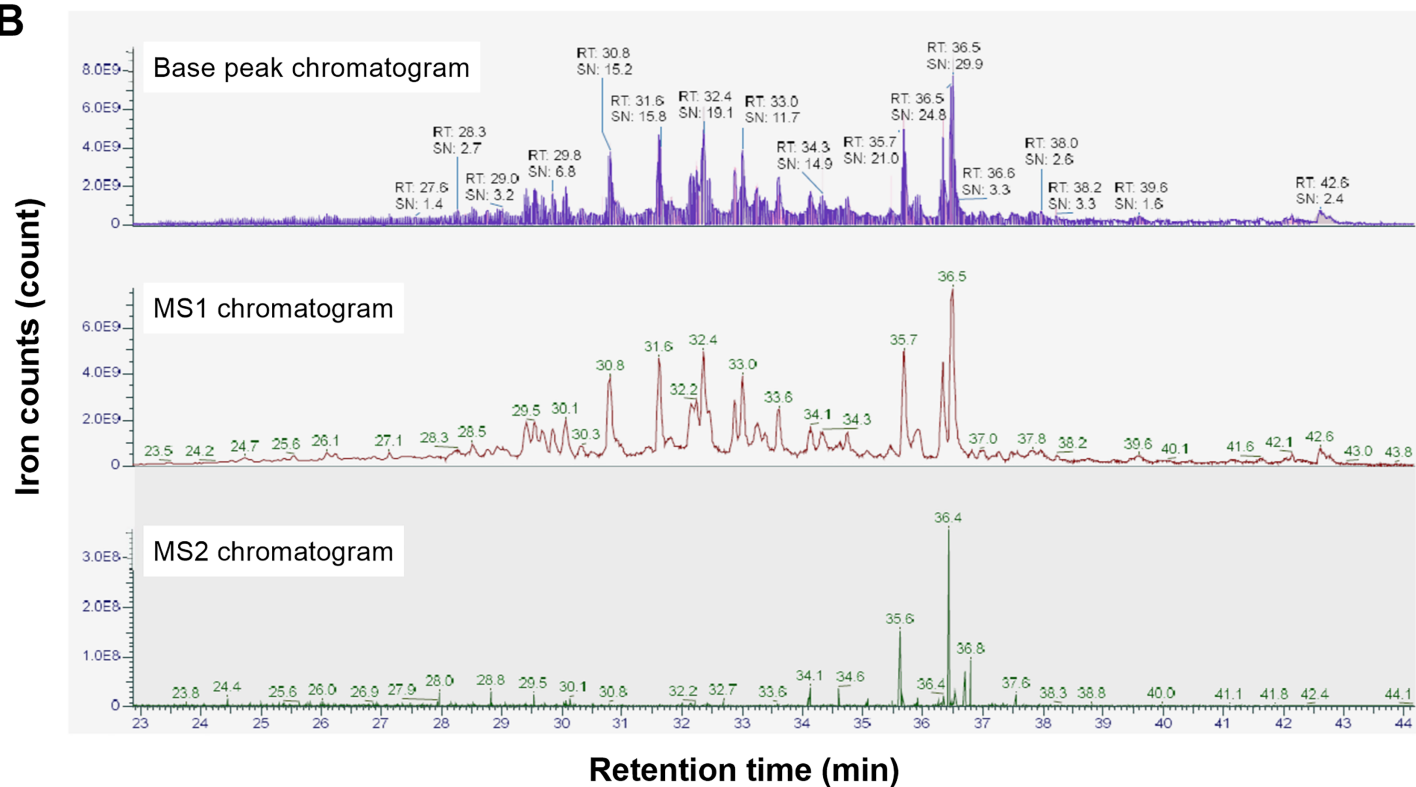 B
Base peak chromatogram
8.0E9
6.0E9
4.0E9
2.0E9
0
RT: 27.6
SN: 1.4
RT: 28.3
SN: 2.7
RT: 29.0
SN: 3.2
RT: 29.8
SN: 6.8
RT: 30.8
SN: 15.2
RT: 31.6
SN: 15.8
RT: 32.4
SN: 19.1
RT: 33.0
SN: 11.7
RT: 34.3
SN: 14.9
RT: 35.7
SN: 21.0
RT: 36.5
SN: 24.8
RT: 36.5
SN: 29.9
RT: 36.6
SN: 3.3
RT: 38.0
SN: 2.6
RT: 38.2
SN: 3.3
RT: 39.6
SN: 1.6
RT: 42.6
SN: 2.4
MS1 chromatogram
6.0E9
4.0E9
2.0E9
0
23.5
24.2
24.7
25.6
26.1
27.1
28.3
28.5
29.5
30.1
30.3
30.8
31.6
32.2
32.4
33.0
33.6
34.1
34.3
35.7
36.5
37.0
37.8
38.2
39.6
40.1
41.6
42.1
42.6
43.0
43.8
MS2 chromatogram
3.0E8
2.0E8
1.0E8
0
23.8
24.4
25.6
26.0
26.9
27.9
28.0
28.8
29.5
30.1
30.8
32.2
32.7
33.6
34.1
34.6
35.6
36.4
36.4
36.8
37.6
38.3
38.8
40.0
41.1
41.8
42.4
44.1
23 24 25 26 27 28 29 30 31 32 33 34 35 36 37 38 39 40 41 42 43 44
Iron counts (count)
Retention time (min)